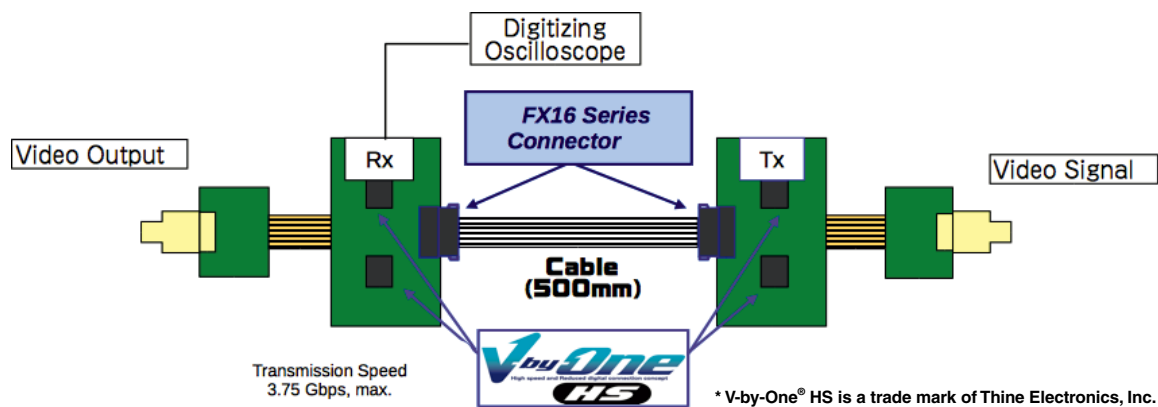 Digitizing
Oscilloscope
FX16 Series
Connector
Video Output
Rx
Tx
Video Signal
Cable
(500mm)
V-by-One
High speed and Reduced digital connection concept
HS
Transmission Speed
3.75 Gbps, max.
* V-by-One® HS is a trade mark of Thine Electronics, Inc.